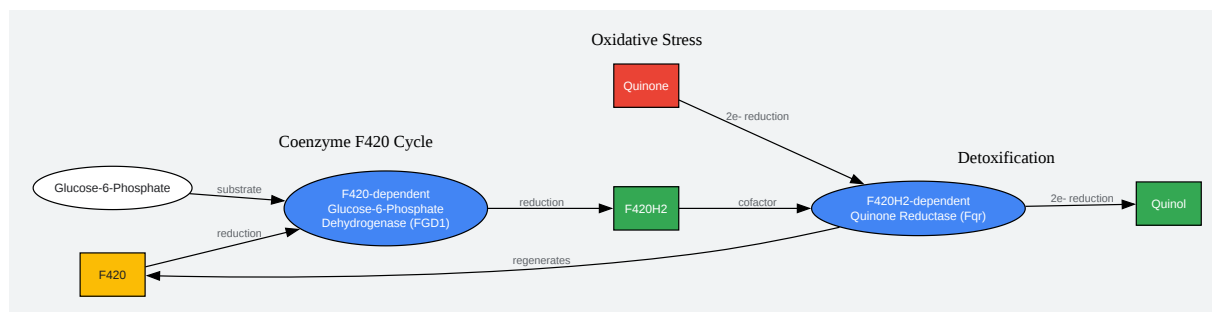 Oxidative Stress
Quinone
2e- reduction
Coenzyme F420 Cycle
Detoxification
Glucose-6-Phosphate
substrate
F420-dependent
Glucose-6-Phosphate
Dehydrogenase (FGD1)
reduction
F420H2
cofactor
F420H2-dependent
Quinone Reductase (Fqr)
2e- reduction
Quinol
reduction
F420
regenerates